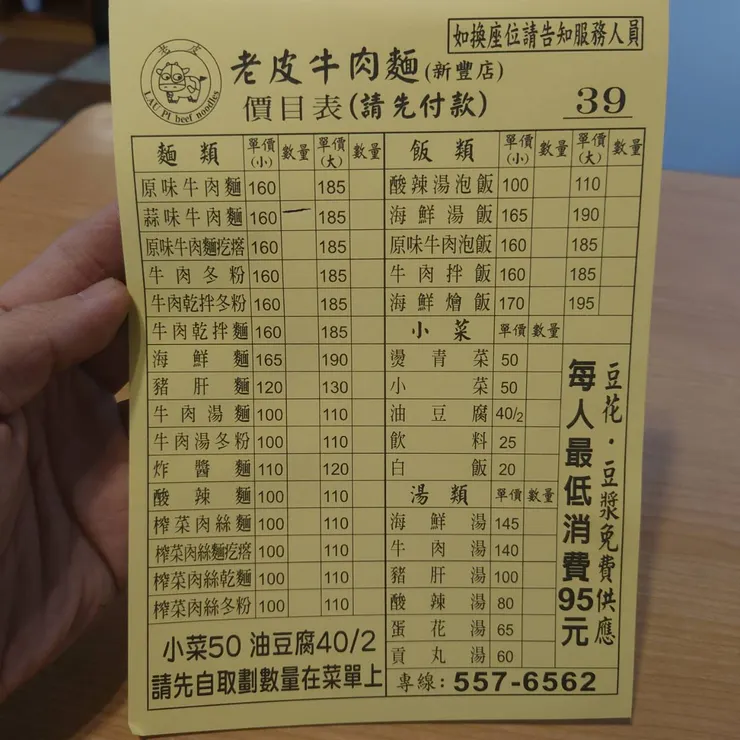 如換座位請告知服務人員
老皮
LAU PI beef noodles
老皮牛肉麵(新豐店)
價目表(請先付款)
39
麵類 單價(小) 數量 單價(大) 數量
原味牛肉麵 160 185
蒜味牛肉麵 160 185
原味牛肉麵疙瘩 160 185
牛肉冬粉 160 185
牛肉乾拌冬粉 160 185
牛肉乾拌麵 160 185
海鮮麵 165 190
豬肝麵 120 130
牛肉湯麵 100 110
牛肉湯冬粉 100 110
炸醬麵 110 120
酸辣麵 100 110
榨菜肉絲麵 100 110
榨菜肉絲麵疙瘩 100 110
榨菜肉絲乾麵 100 110
榨菜肉絲冬粉 100 110
小菜50 油豆腐40/2
請先自取劃數量在菜單上
飯類 單價(小) 數量 單價(大) 數量
酸辣湯泡飯 100 110
海鮮湯飯 165 190
原味牛肉泡飯 160 185
牛肉拌飯 160 185
海鮮燴飯 170 195
小菜 單價 數量
燙青菜 50
小菜 50
油豆腐 40/2
飲料 25
白飯 20
湯類 單價 數量
海鮮湯 145
牛肉湯 140
豬肝湯 100
酸辣湯 80
蛋花湯 65
貢丸湯 60
豆花·豆漿免費供應
每人最低消費95元
專線:557-6562